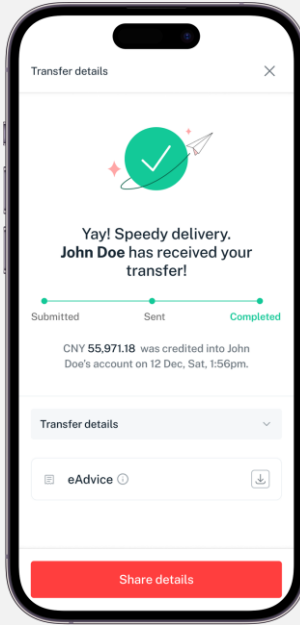 Transfer details
Yay! Speedy delivery.
John Doe has received your
transfer!
Submitted
Sent
Completed
CNY 55,971.18 was credited into John
Doe's account on 12 Dec, Sat, 1:56pm.
Transfer details
eAdvice
Share details